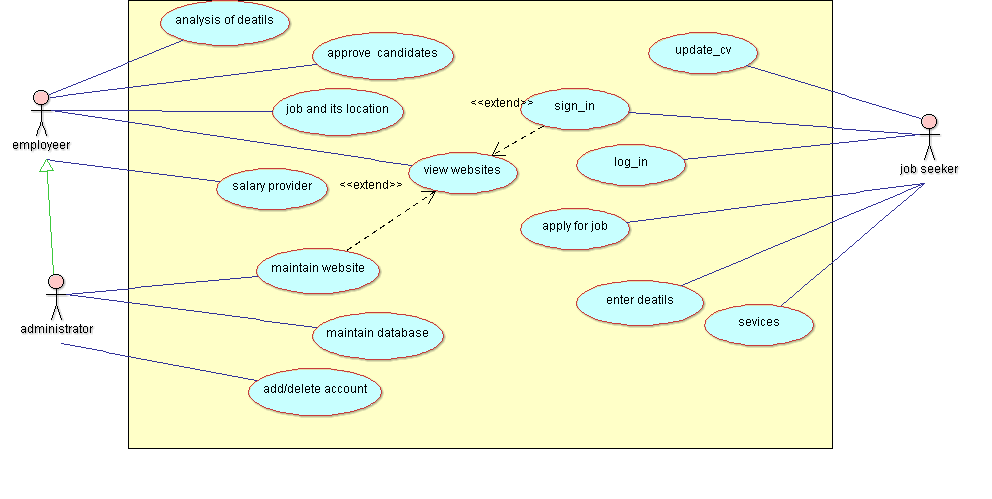 analysis of deatils
approve  candidates
update_cv
<<extend>>
sign_in
job and its location
employeer
log_in
job seeker
view websites
salary provider
<<extend>>
apply for job
maintain website
enter deatils
administrator
sevices
maintain database
add/delete account